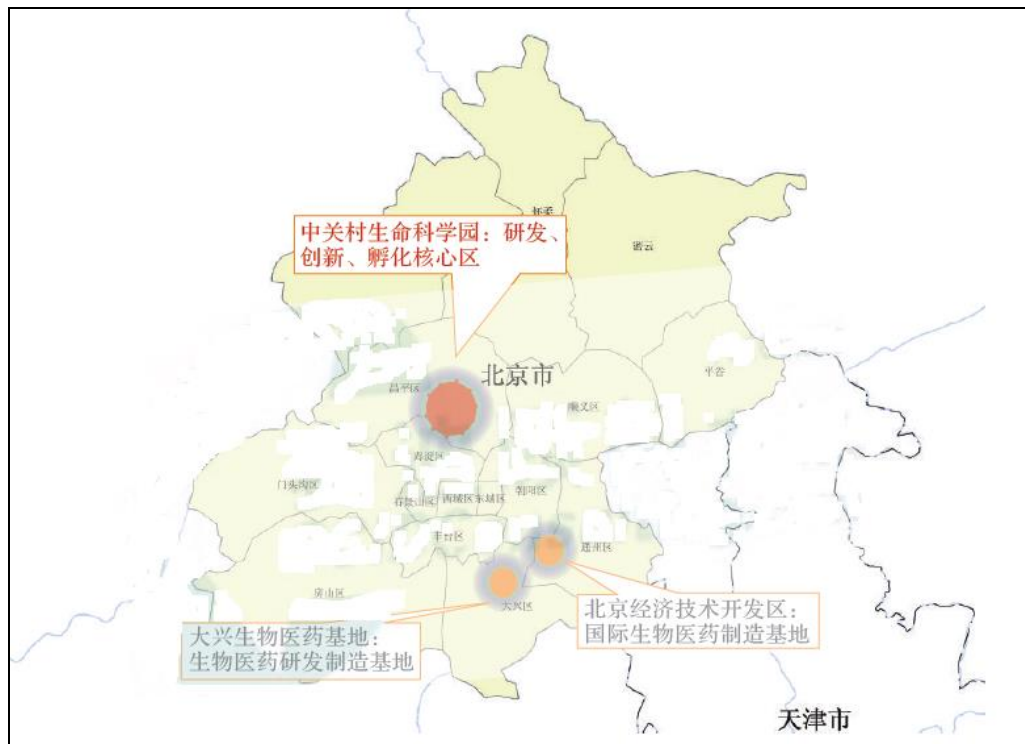 怀柔
密云
中关村生命科学园：研发、
创新、孵化核心区
北京市
平谷
昌平区
顺义区
海淀区
门头沟区
石景山区
西城区
东城区
朝阳区
丰台区
通州区
房山区
大兴区
北京经济技术开发区：
国际生物医药制造基地
大兴生物医药基地：
生物医药研发制造基地
天津市